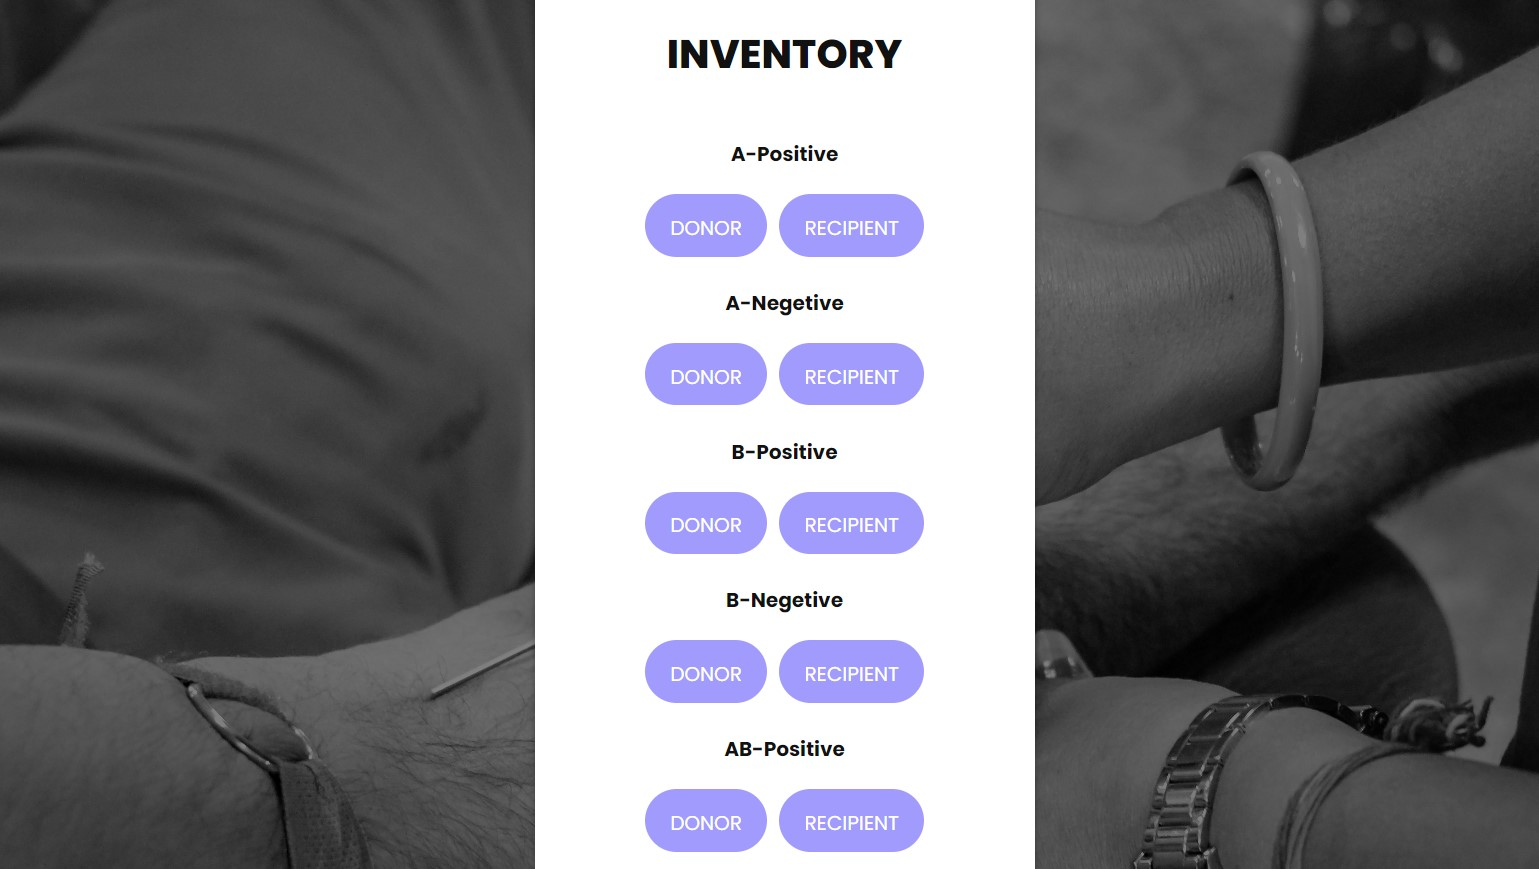 INVENTORY
A-Positive
DONOR RECIPIENT
A-Negetive
DONOR RECIPIENT
B-Positive
DONOR RECIPIENT
B-Negetive
DONOR RECIPIENT
AB-Positive
DONOR RECIPIENT